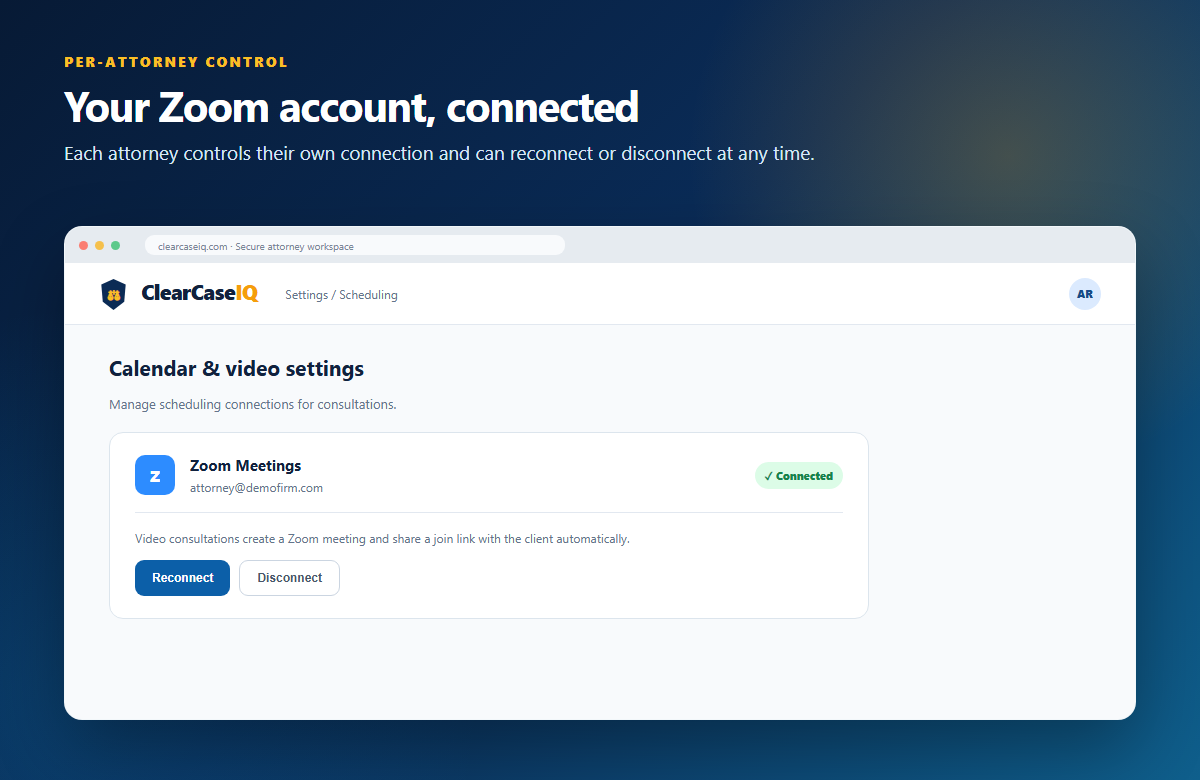 PER-ATTORNEY CONTROL
Your Zoom account, connected
Each attorney controls their own connection and can reconnect or disconnect at any time.
clearcaseiq.com · Secure attorney workspace
ClearCaseIQ
Settings / Scheduling
AR
Calendar & video settings
Manage scheduling connections for consultations.
Z
Zoom Meetings
✓ Connected
attorney@demofirm.com
Video consultations create a Zoom meeting and share a join link with the client automatically.
Reconnect
Disconnect